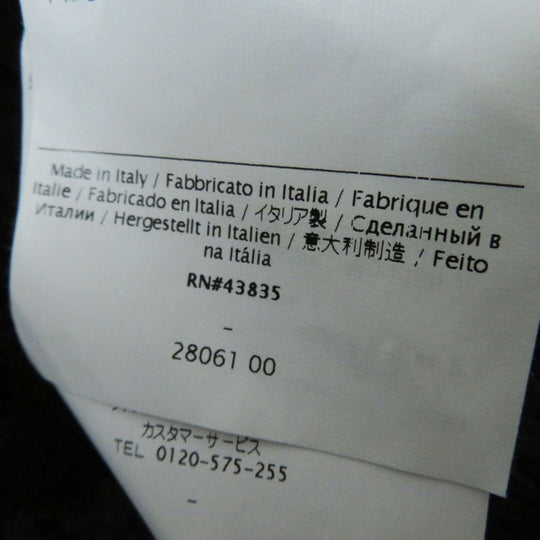 Made in Italy / Fabbricato in Italia / Fabrique en
Italie / Fabricado en Italia / イタリア製 / Сделанный в
Италии / Hergestellt in Italien / 意大利制造 / Feito
na Itália
RN#43835
-
28061 00
カスタマーサービス
TEL 0120-575-255
-